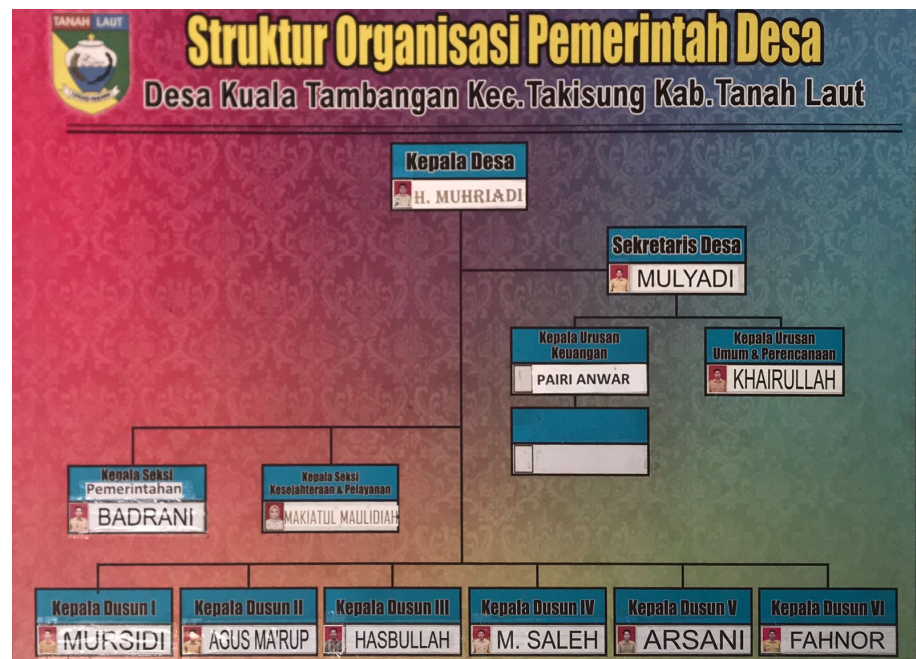 TANAH LAUT
Struktur Organisasi Pemerintah Desa
Desa Kuala Tambangan Kec.Takisung Kab.Tanah Laut
Kepala Desa
H. MUHRIADI
Sekretaris Desa
MULYADI
Kepala Urusan
Keuangan
PAIRI ANWAR
Kepala Urusan
Umum & Perencanaan
KHAIRULLAH
Kepala Seksi
Pemerintahan
BADRANI
Kepala Seksi
Kesejahteraan & Pelayanan
MAKIATUL MAULIDIAH
Kepala Dusun I
MURSIDI
Kepala Dusun II
AGUS MA'RUP
Kepala Dusun III
HASBULLAH
Kepala Dusun IV
M. SALEH
Kepala Dusun V
ARSANI
Kepala Dusun VI
FAHNOR